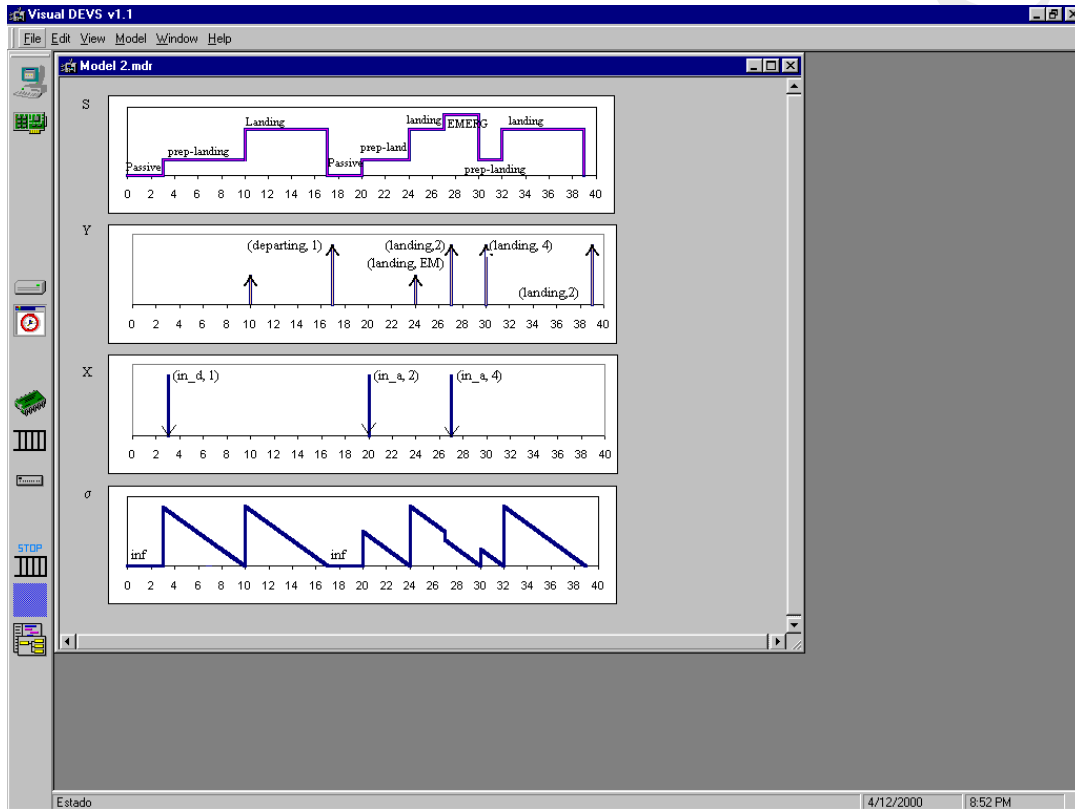 Visual DEVS v1.1
File Edit View Model Window Help
Model 2.mdr
S
Passive prep-landing Landing Passive prep-land landing EMERG prep-landing landing
0 2 4 6 8 10 12 14 16 18 20 22 24 26 28 30 32 34 36 38 40
Y
(departing, 1) (landing,2) (landing, 4)
(landing, EM)
(landing,2)
0 2 4 6 8 10 12 14 16 18 20 22 24 26 28 30 32 34 36 38 40
X
(in_d, 1) (in_a, 2) (in_a, 4)
0 2 4 6 8 10 12 14 16 18 20 22 24 26 28 30 32 34 36 38 40
σ
inf inf
0 2 4 6 8 10 12 14 16 18 20 22 24 26 28 30 32 34 36 38 40
STOP
Estado 4/12/2000 8:52 PM